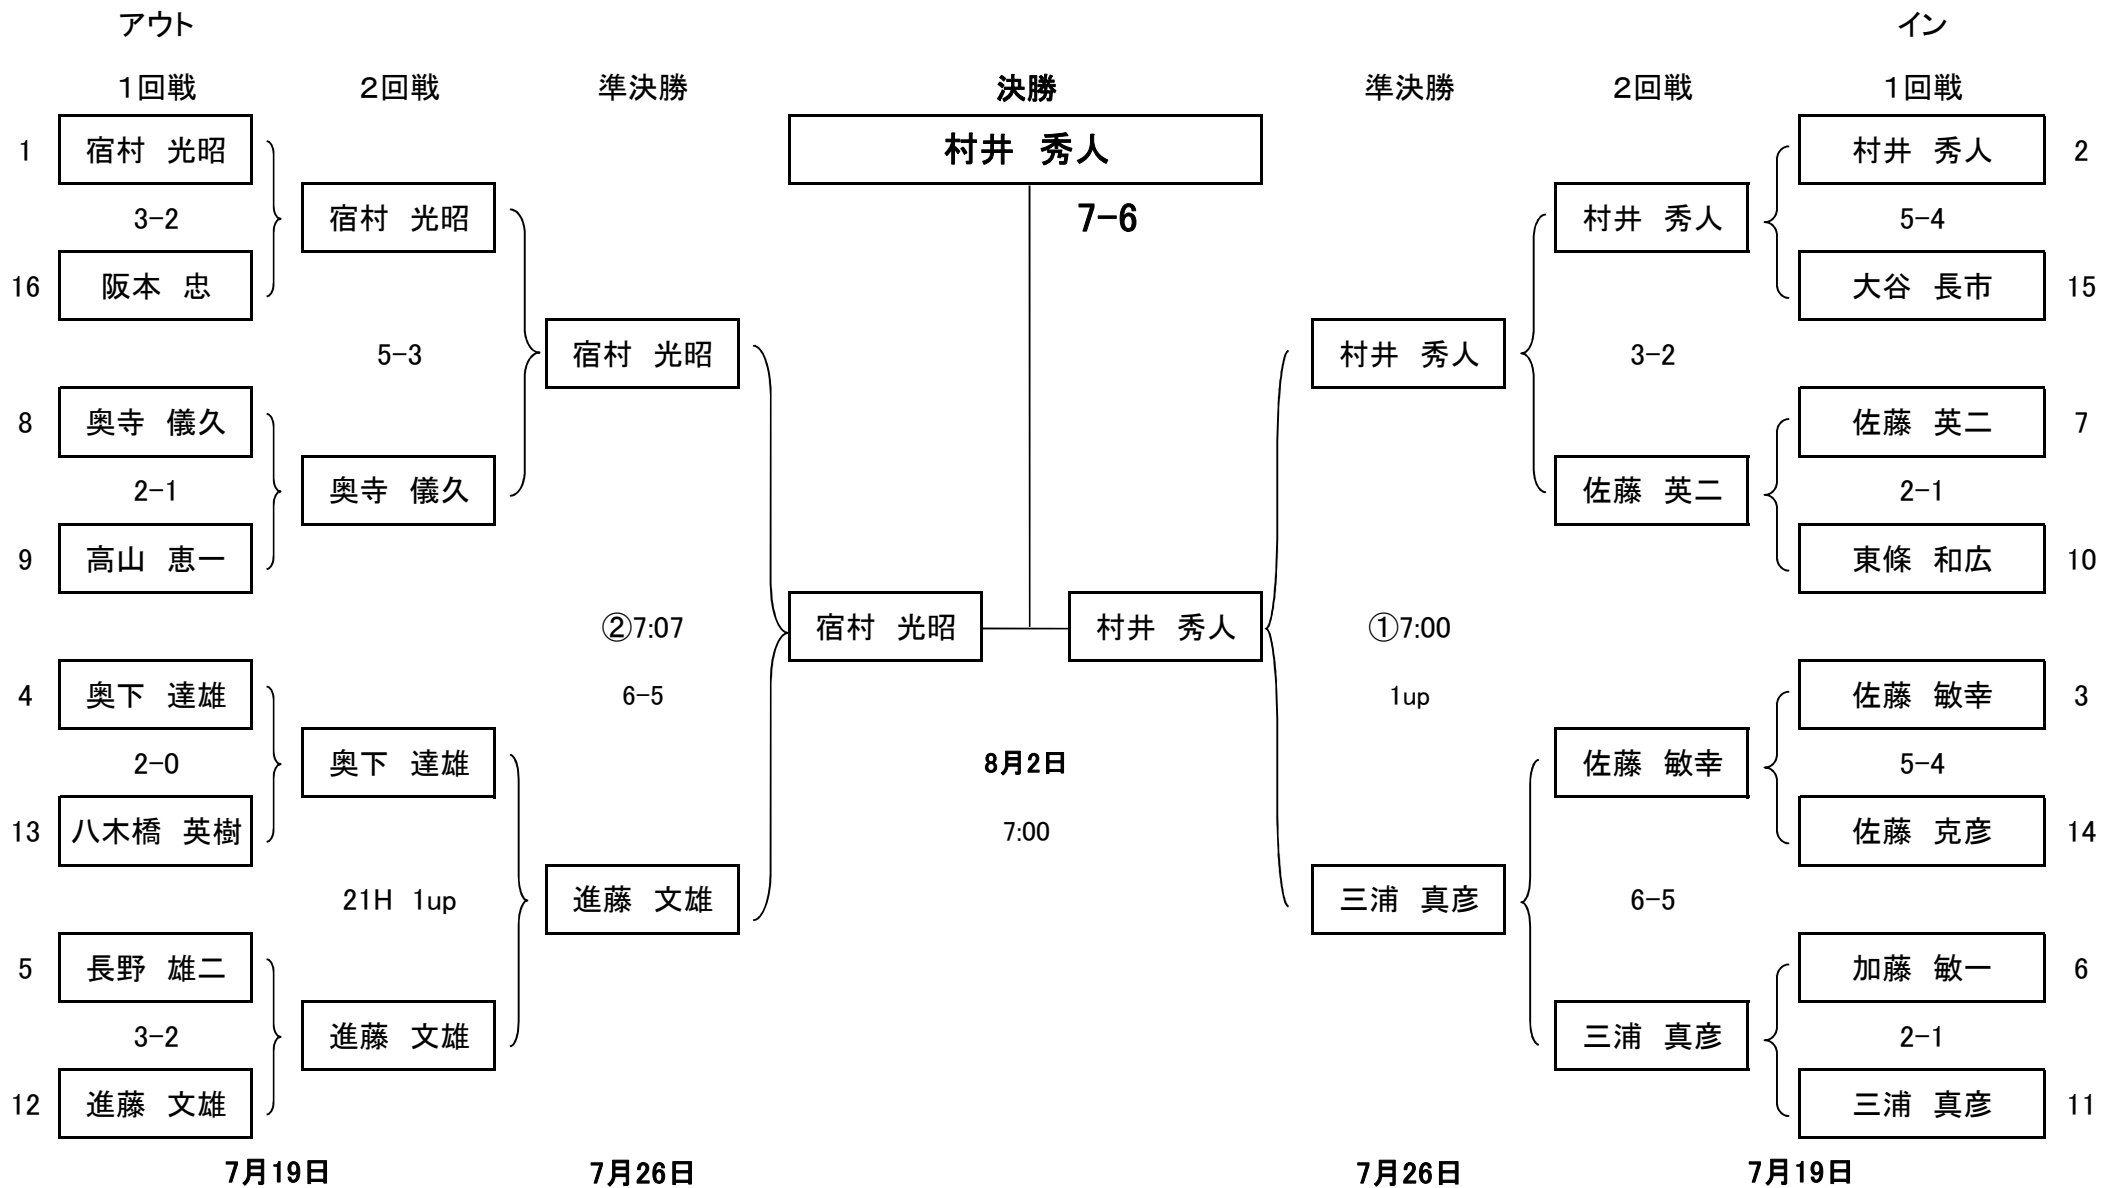 アウト　イン
１回戦　２回戦　準決勝　決勝　準決勝　２回戦　１回戦
1　宿村　光昭　村井　秀人　村井　秀人　2
3-2　宿村　光昭　7-6　村井　秀人　5-4
16　阪本　忠　大谷　長市　15
5-3　宿村　光昭　村井　秀人　3-2
8　奥寺　儀久　佐藤　英二　7
2-1　奥寺　儀久　佐藤　英二　2-1
9　高山　恵一　東條　和広　10
②7:07　宿村　光昭　村井　秀人　①7:00
4　奥下　達雄　6-5　1up　佐藤　敏幸　3
2-0　奥下　達雄　8月2日　佐藤　敏幸　5-4
13　八木橋　英樹　7:00　佐藤　克彦　14
21H 1up　進藤　文雄　三浦　真彦　6-5
5　長野　雄二　加藤　敏一　6
3-2　進藤　文雄　三浦　真彦　2-1
12　進藤　文雄　三浦　真彦　11
7月19日　7月26日　7月26日　7月19日